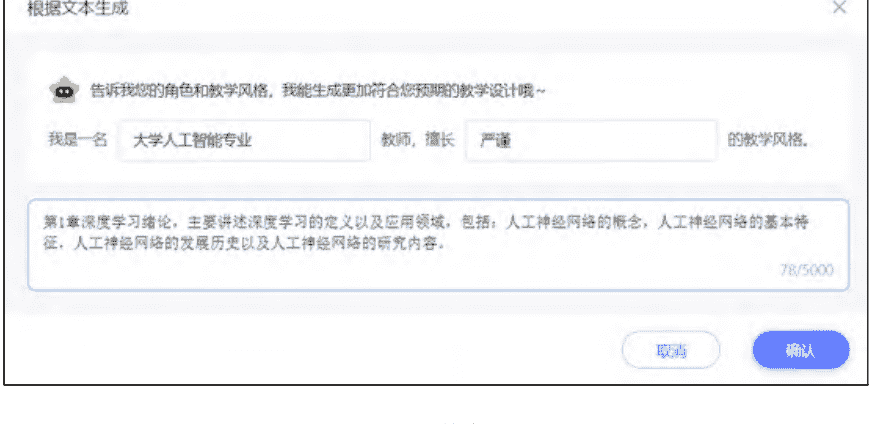 根据文本生成
告诉我您的角色和教学风格，我能生成更加符合您预期的教学设计哦~
我是一名 大学人工智能专业 教师，擅长 严谨 的教学风格。
第1章深度学习绪论，主要讲述深度学习的定义以及应用领域，包括：人工神经网络的概念，人工神经网络的基本特
征，人工神经网络的发展历史以及人工神经网络的研究内容。
78/5000
取消 确认